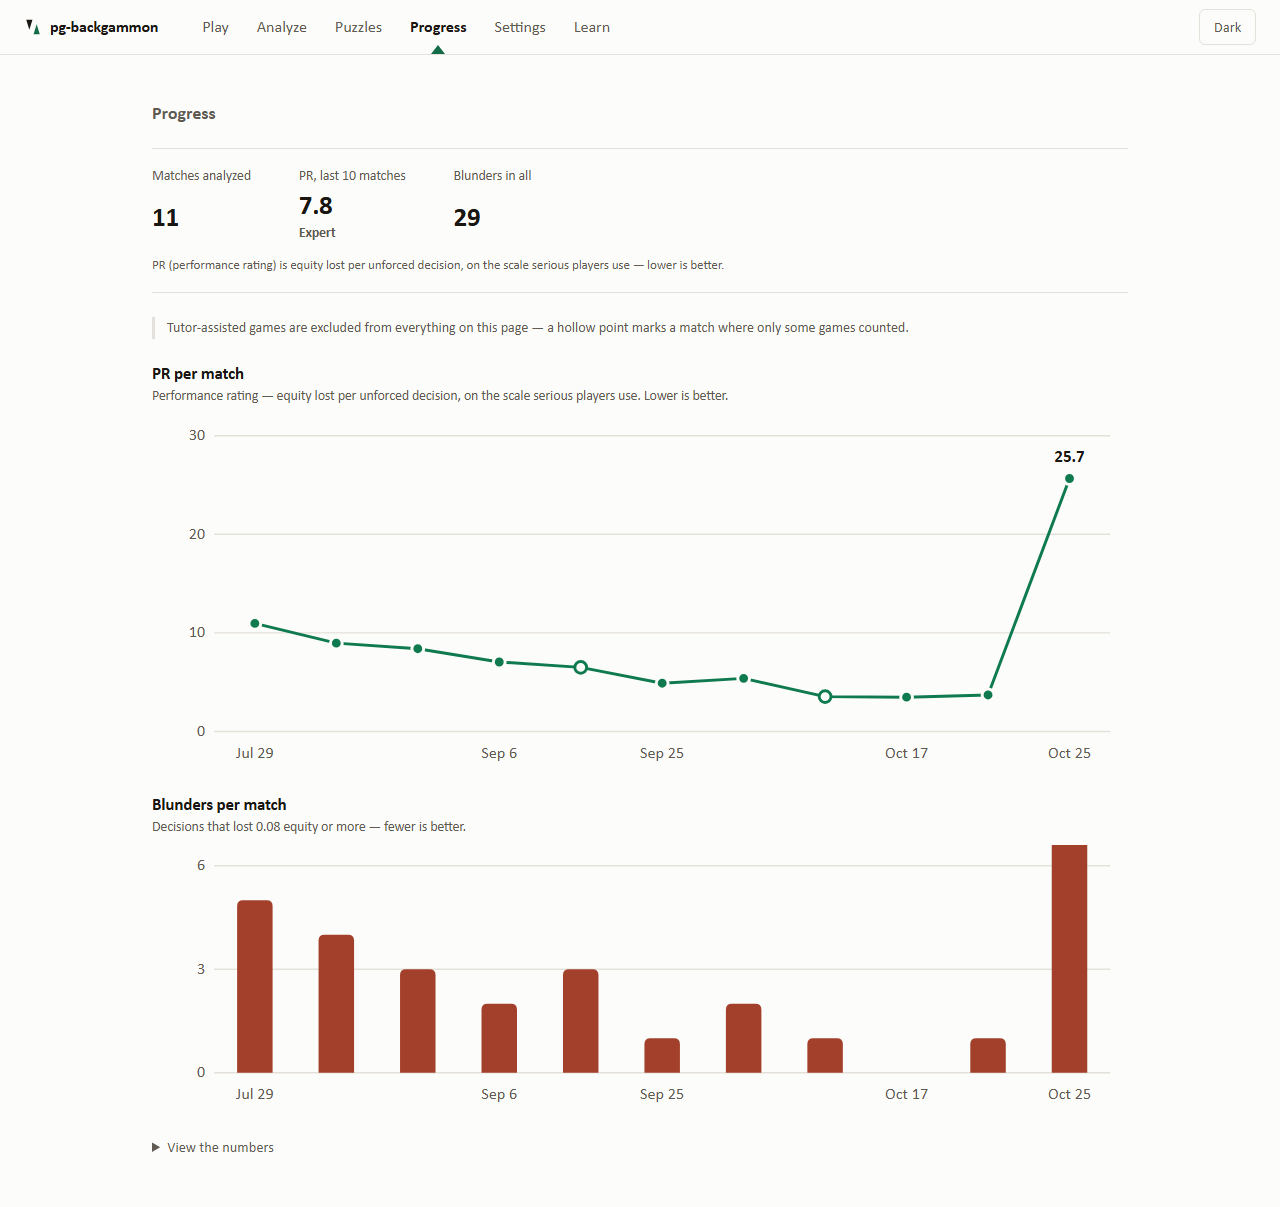 pg-backgammon Play Analyze Puzzles Progress Settings Learn Dark
Progress
Matches analyzed PR, last 10 matches Blunders in all
11 7.8 29
Expert
PR (performance rating) is equity lost per unforced decision, on the scale serious players use — lower is better.
Tutor-assisted games are excluded from everything on this page — a hollow point marks a match where only some games counted.
PR per match
Performance rating — equity lost per unforced decision, on the scale serious players use. Lower is better.
30
25.7
20
10
0
Jul 29 Sep 6 Sep 25 Oct 17 Oct 25
Blunders per match
Decisions that lost 0.08 equity or more — fewer is better.
6
3
0
Jul 29 Sep 6 Sep 25 Oct 17 Oct 25
View the numbers